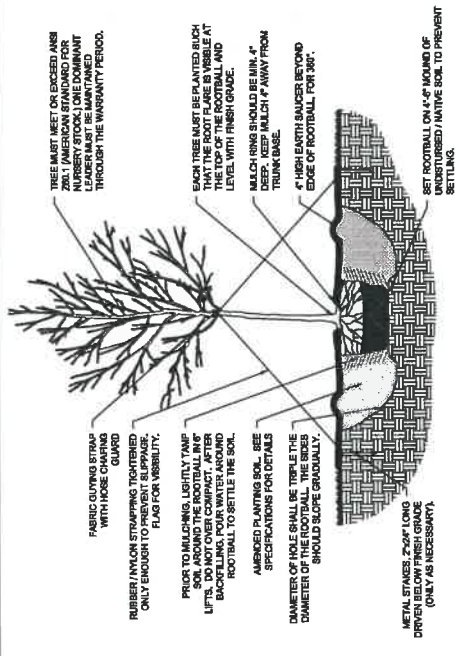 TREE MUST MEET OR EXCEED ANSI
Z60.1 (AMERICAN STANDARD FOR
NURSERY STOCK.) ONE DOMINANT
LEADER MUST BE MAINTAINED
THROUGH THE WARRANTY PERIOD.
EACH TREE MUST BE PLANTED SUCH
THAT THE ROOT FLARE IS VISIBLE AT
THE TOP OF THE ROOTBALL AND
LEVEL WITH FINISH GRADE.
MULCH RING SHOULD BE MIN. 4"
DEEP. KEEP MULCH 4" AWAY FROM
TRUNK BASE.
4" HIGH EARTH SAUCER BEYOND
EDGE OF ROOTBALL FOR 360°.
SET ROOTBALL ON 4"-6" MOUND OF
UNDISTURBED / NATIVE SOIL TO PREVENT
SETTLING.
FABRIC GUYING STRAP
WITH HOSE CHAFING
GUARD
RUBBER / NYLON STRAPPING TIGHTENED
ONLY ENOUGH TO PREVENT SLIPPAGE.
FLAG FOR VISIBILITY.
PRIOR TO MULCHING, LIGHTLY TAMP
SOIL AROUND THE ROOTBALL IN 6"
LIFTS. DO NOT OVER COMPACT. AFTER
BACKFILLING, POUR WATER AROUND
ROOTBALL TO SETTLE THE SOIL.
AMENDED PLANTING SOIL. SEE
SPECIFICATIONS FOR DETAILS
DIAMETER OF HOLE SHALL BE TRIPLE THE
DIAMETER OF THE ROOTBALL. THE SIDES
SHOULD SLOPE GRADUALLY.
METAL STAKES, 2"x24" LONG
DRIVEN BELOW FINISH GRADE
(ONLY AS NECESSARY).